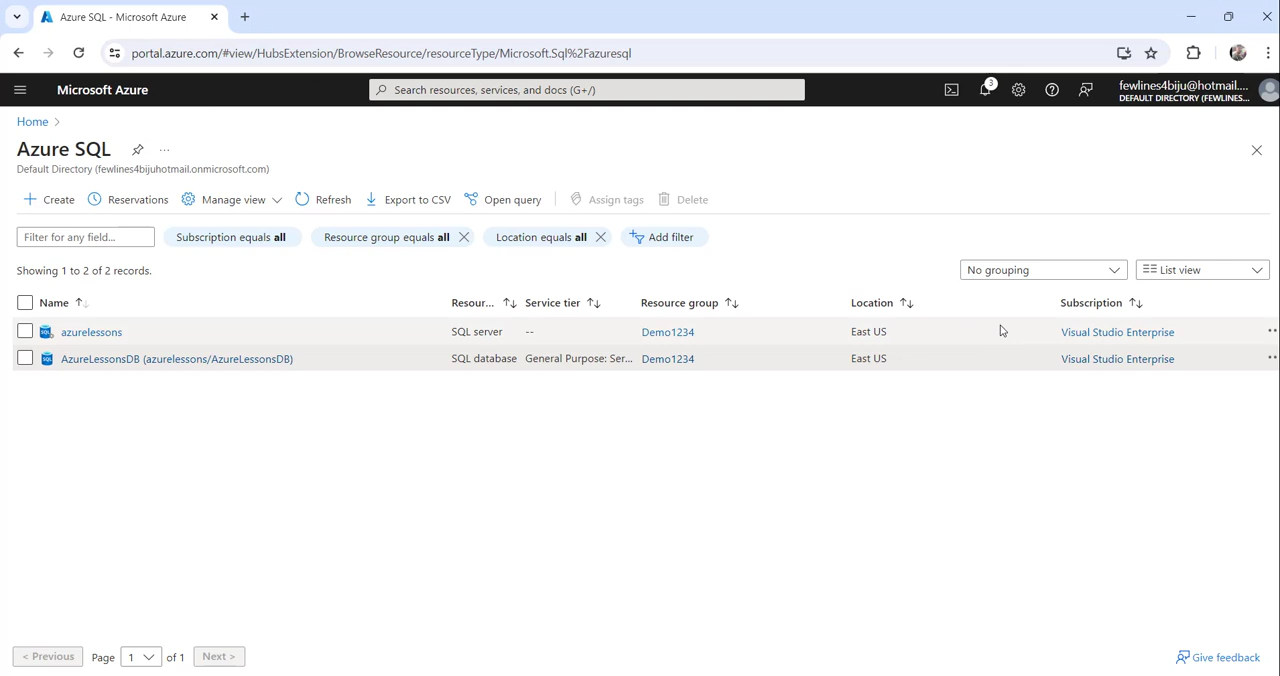 Azure SQL - Microsoft Azure
portal.azure.com/#view/HubsExtension/BrowseResource/resourceType/Microsoft.Sql%2Fazuresql
Microsoft Azure
Search resources, services, and docs (G+/)
3
fewlines4biju@hotmail....
DEFAULT DIRECTORY (FEWLINES...
Home >
Azure SQL
Default Directory (fewlines4bijuhotmail.onmicrosoft.com)
Create Reservations Manage view Refresh Export to CSV Open query Assign tags Delete
Filter for any field... Subscription equals all Resource group equals all Location equals all Add filter
Showing 1 to 2 of 2 records.
No grouping List view
Name Resour... Service tier Resource group Location Subscription
azurelessons SQL server -- Demo1234 East US Visual Studio Enterprise
AzureLessonsDB (azurelessons/AzureLessonsDB) SQL database General Purpose: Ser... Demo1234 East US Visual Studio Enterprise
< Previous Page 1 of 1 Next >
Give feedback